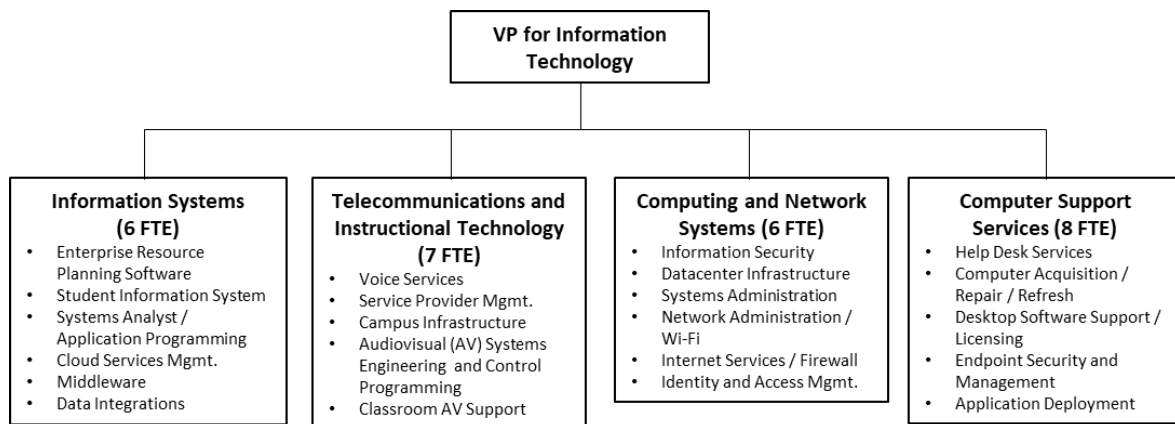 VP for Information
Technology
Information Systems
(6 FTE)
• Enterprise Resource
Planning Software
• Student Information System
• Systems Analyst /
Application Programming
• Cloud Services Mgmt.
• Middleware
• Data Integrations
Telecommunications and
Instructional Technology
(7 FTE)
• Voice Services
• Service Provider Mgmt.
• Campus Infrastructure
• Audiovisual (AV) Systems
Engineering and Control
Programming
• Classroom AV Support
Computing and Network
Systems (6 FTE)
• Information Security
• Datacenter Infrastructure
• Systems Administration
• Network Administration /
Wi-Fi
• Internet Services / Firewall
• Identity and Access Mgmt.
Computer Support
Services (8 FTE)
• Help Desk Services
• Computer Acquisition /
Repair / Refresh
• Desktop Software Support /
Licensing
• Endpoint Security and
Management
• Application Deployment